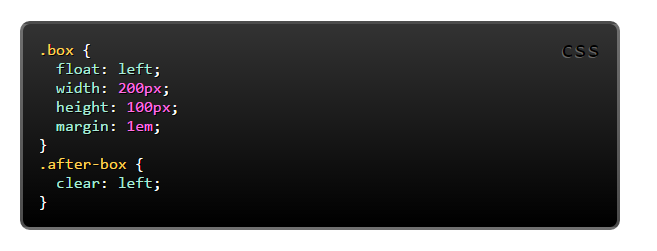 CSS
.box {
  float: left;
  width: 200px;
  height: 100px;
  margin: 1em;
}
.after-box {
  clear: left;
}